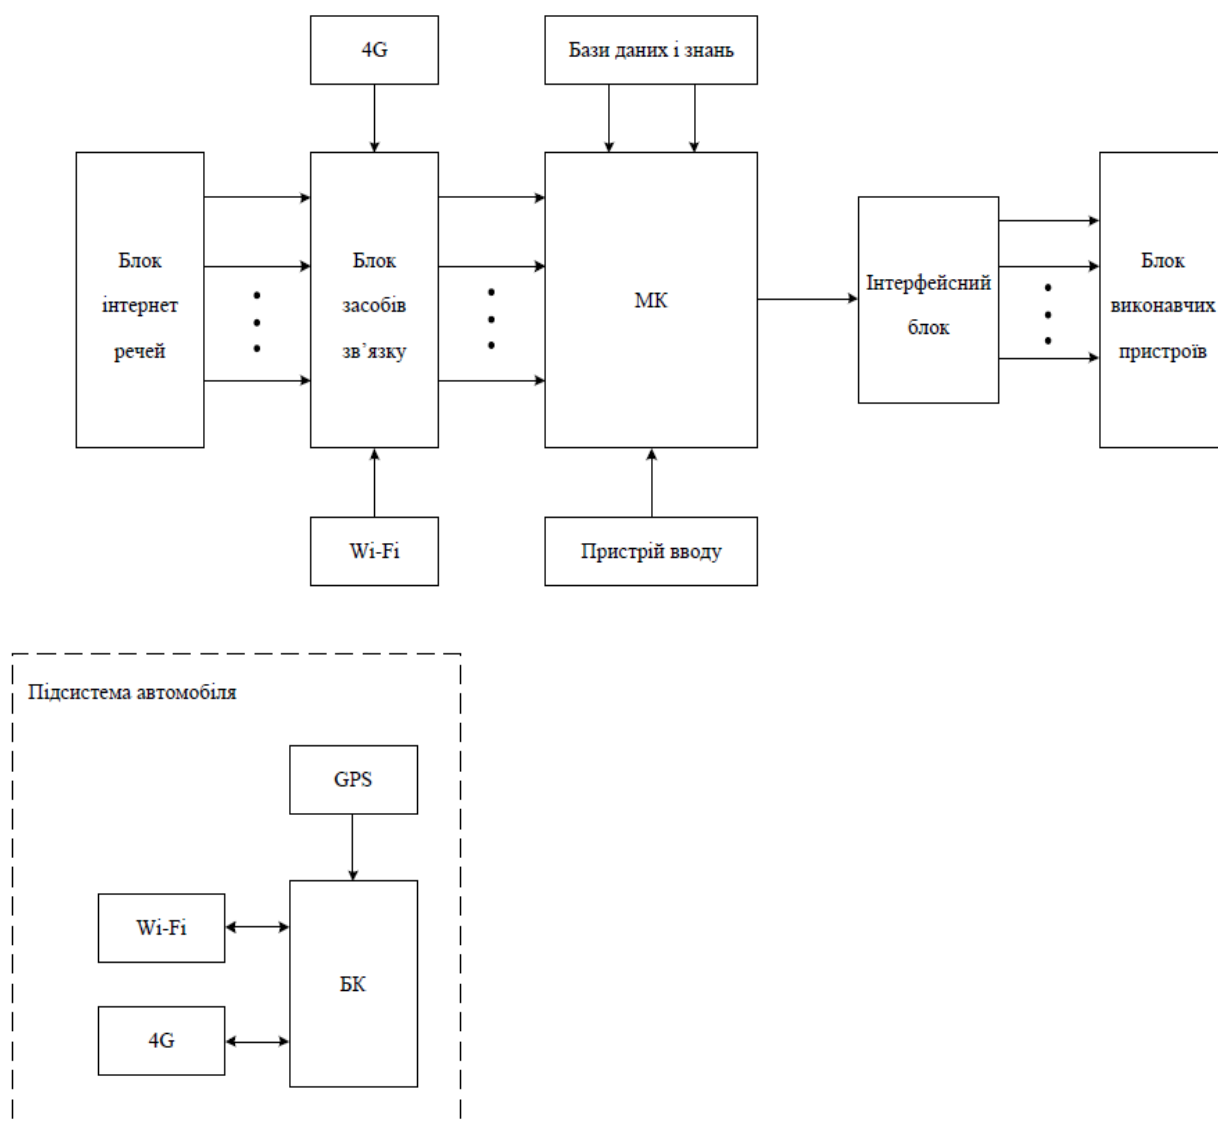 4G
Бази даних і знань
Блок
інтернет
речей
Блок
засобів
зв’язку
МК
Інтерфейсний
блок
Блок
виконавчих
пристроїв
Wi-Fi
Пристрій вводу
Підсистема автомобіля
GPS
Wi-Fi
БК
4G